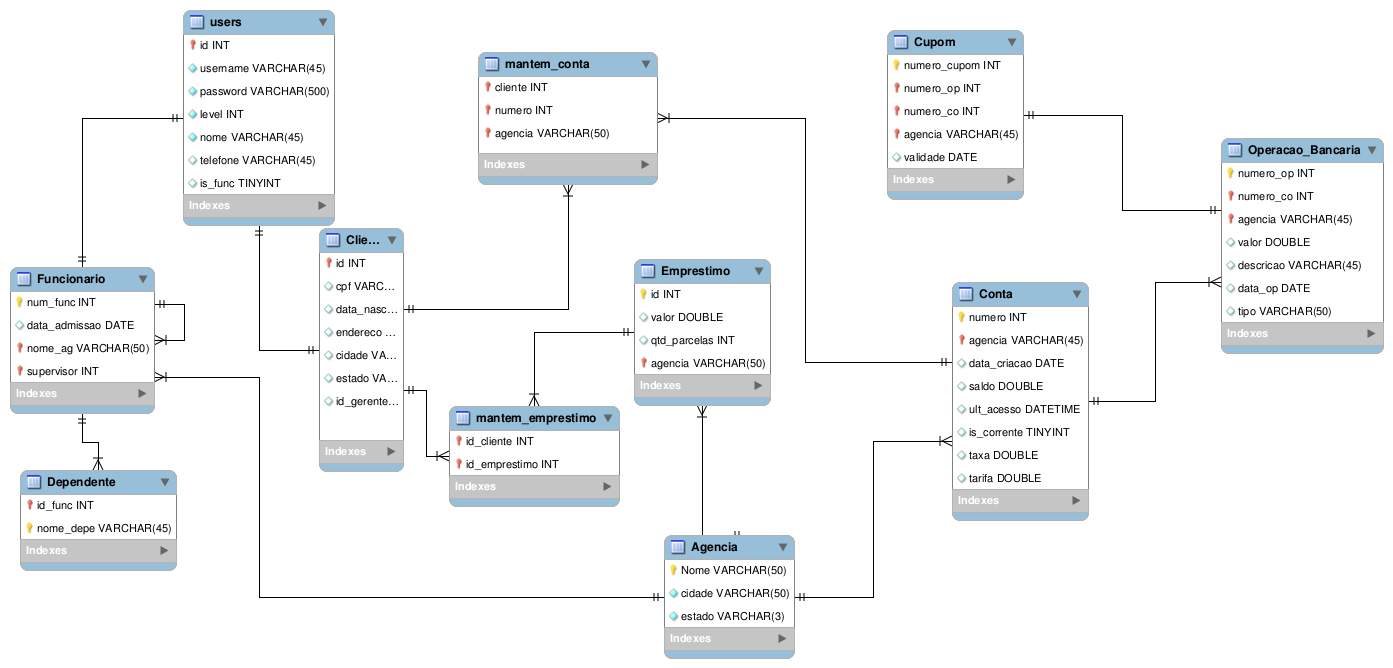 users
id INT
username VARCHAR(45)
password VARCHAR(500)
level INT
nome VARCHAR(45)
telefone VARCHAR(45)
is_func TINYINT
Indexes
mantem_conta
cliente INT
numero INT
agencia VARCHAR(50)
Indexes
Cupom
numero_cupom INT
numero_op INT
numero_co INT
agencia VARCHAR(45)
validade DATE
Indexes
Operacao_Bancaria
numero_op INT
numero_co INT
agencia VARCHAR(45)
valor DOUBLE
descricao VARCHAR(45)
data_op DATE
tipo VARCHAR(50)
Indexes
Funcionario
num_func INT
data_admissao DATE
nome_ag VARCHAR(50)
supervisor INT
Indexes
Clie...
id INT
cpf VARC...
data_nasc...
endereco ...
cidade VA...
estado VA...
id_gerente...
Indexes
Emprestimo
id INT
valor DOUBLE
qtd_parcelas INT
agencia VARCHAR(50)
Indexes
Conta
numero INT
agencia VARCHAR(45)
data_criacao DATE
saldo DOUBLE
ult_acesso DATETIME
is_corrente TINYINT
taxa DOUBLE
tarifa DOUBLE
Indexes
mantem_emprestimo
id_cliente INT
id_emprestimo INT
Indexes
Dependente
id_func INT
nome_depe VARCHAR(45)
Indexes
Agencia
Nome VARCHAR(50)
cidade VARCHAR(50)
estado VARCHAR(3)
Indexes